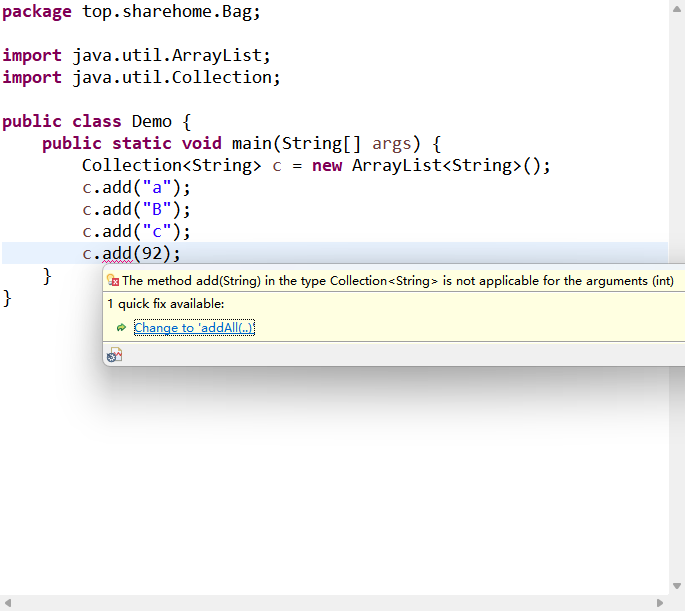 package top.sharehome.Bag;
import java.util.ArrayList;
import java.util.Collection;
public class Demo {
public static void main(String[] args) {
Collection<String> c = new ArrayList<String>();
c.add("a");
c.add("B");
c.add("c");
c.add(92);
}
}
The method add(String) in the type Collection<String> is not applicable for the arguments (int)
1 quick fix available:
Change to 'addAll(..)'